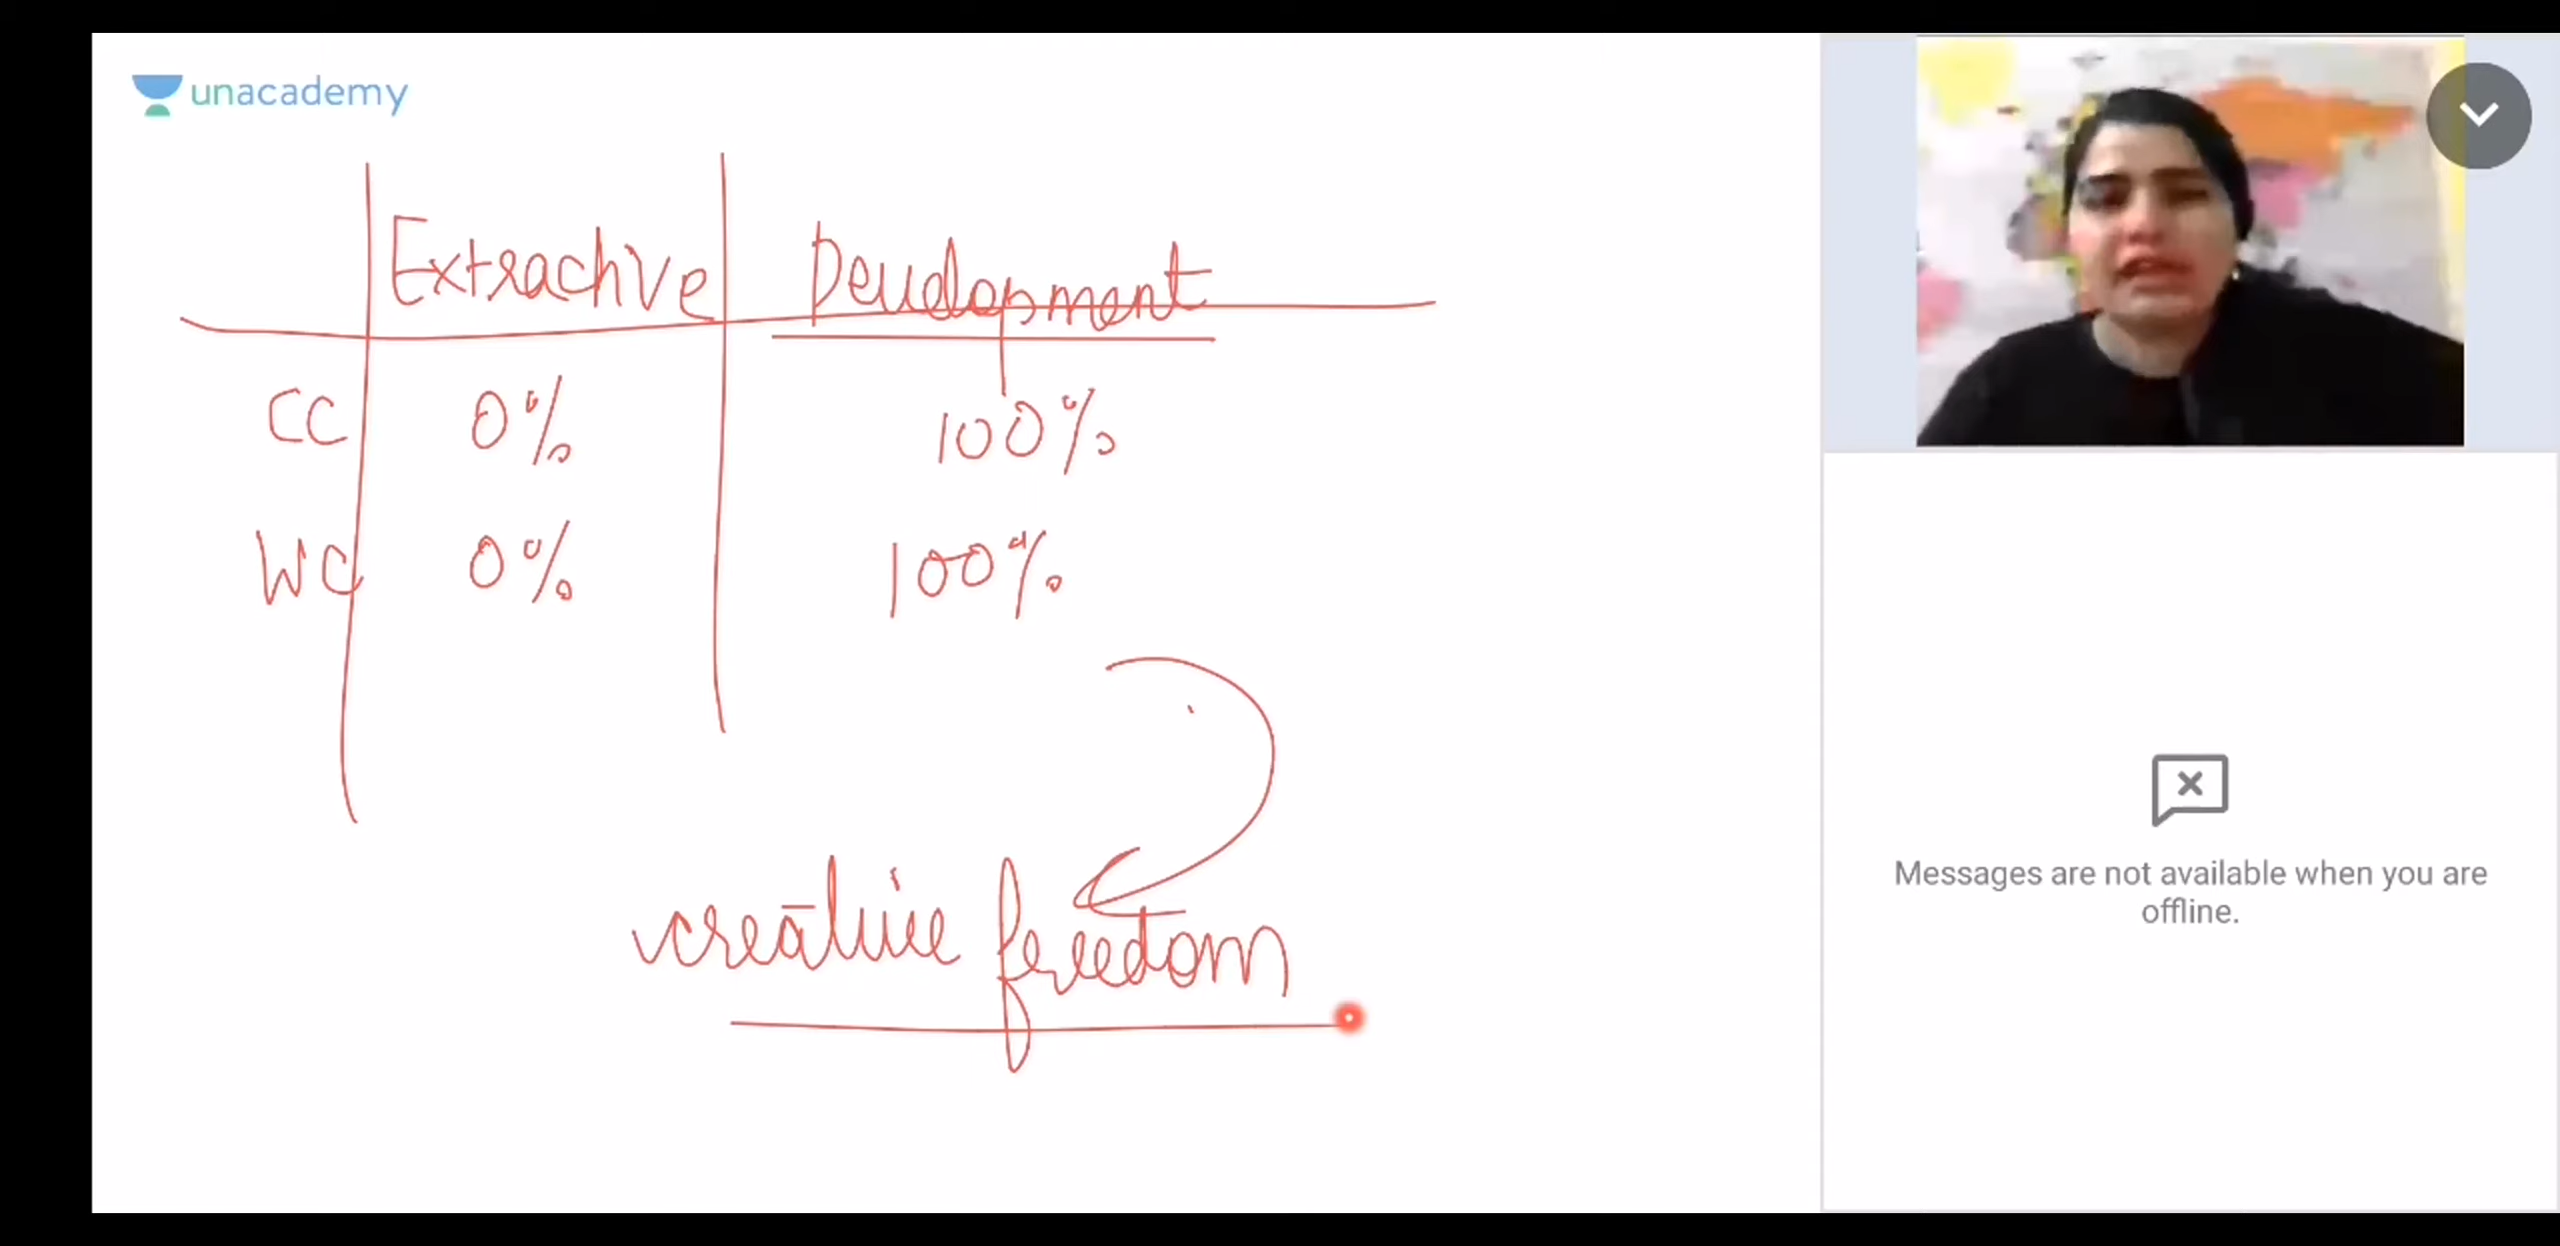 unacademy
Extractive Development
CC 0% 100%
WC 0% 100%
creative freedom
Messages are not available when you are
offline.